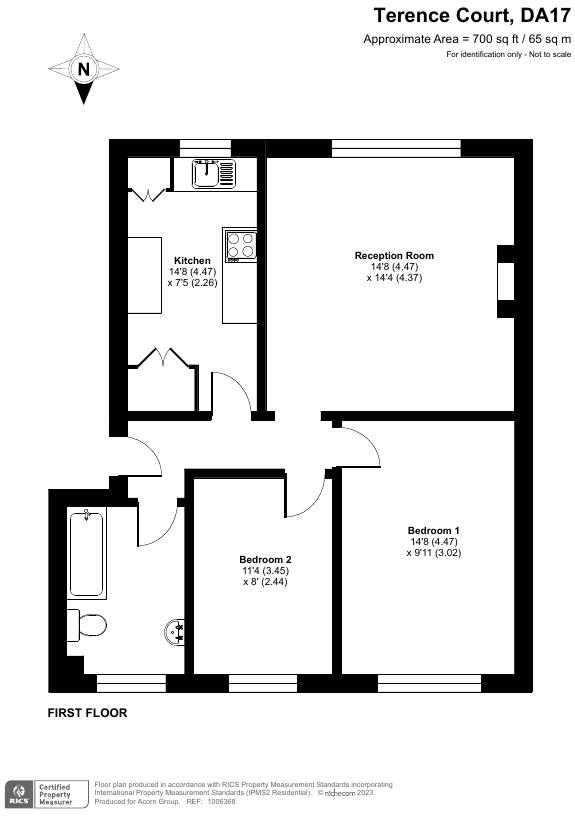 Terence Court, DA17
Approximate Area = 700 sq ft / 65 sq m
For identification only - Not to scale
N
Kitchen
14'8 (4.47)
x 7'5 (2.26)
Reception Room
14'8 (4.47)
x 14'4 (4.37)
Bedroom 1
14'8 (4.47)
x 9'11 (3.02)
Bedroom 2
11'4 (3.45)
x 8' (2.44)
FIRST FLOOR
RICS
Certified
Property
Measurer
Floor plan produced in accordance with RICS Property Measurement Standards incorporating
International Property Measurement Standards (IPMS2 Residential). © nichecom 2023.
Produced for Acorn Group. REF: 1006368